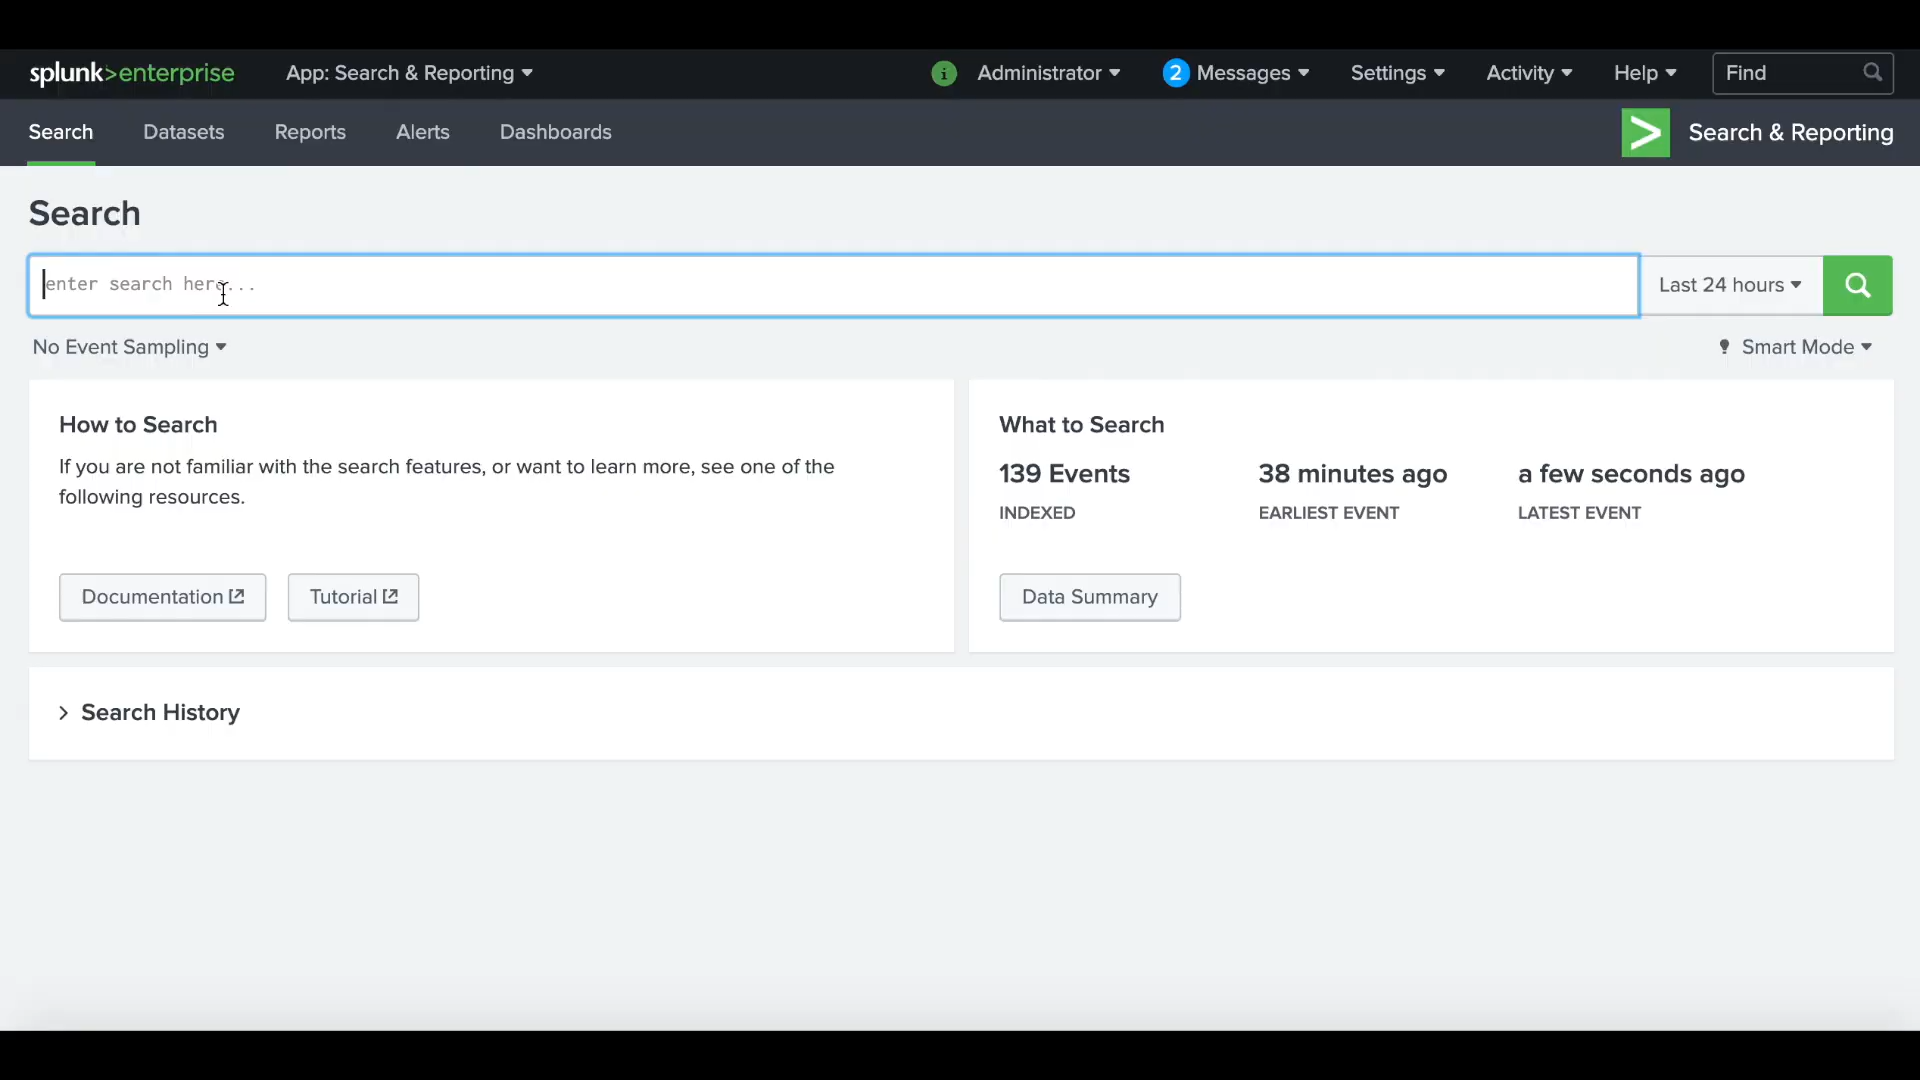 splunk>enterprise App: Search & Reporting i Administrator 2 Messages Settings Activity Help Find
Search Datasets Reports Alerts Dashboards > Search & Reporting
Search
enter search here... Last 24 hours
No Event Sampling Smart Mode
How to Search
If you are not familiar with the search features, or want to learn more, see one of the
following resources.
Documentation Tutorial
What to Search
139 Events 38 minutes ago a few seconds ago
INDEXED EARLIEST EVENT LATEST EVENT
Data Summary
> Search History